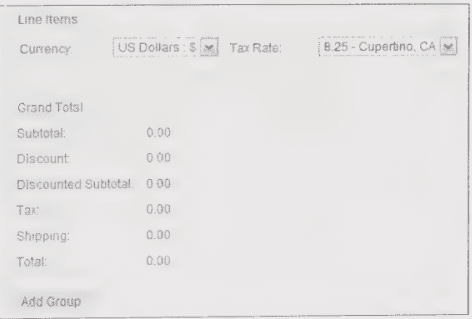 Line Items
Currency: US Dollars : $ Tax Rate: 8.25 - Cupertino, CA
Grand Total
Subtotal: 0.00
Discount: 0.00
Discounted Subtotal: 0.00
Tax: 0.00
Shipping: 0.00
Total: 0.00
Add Group